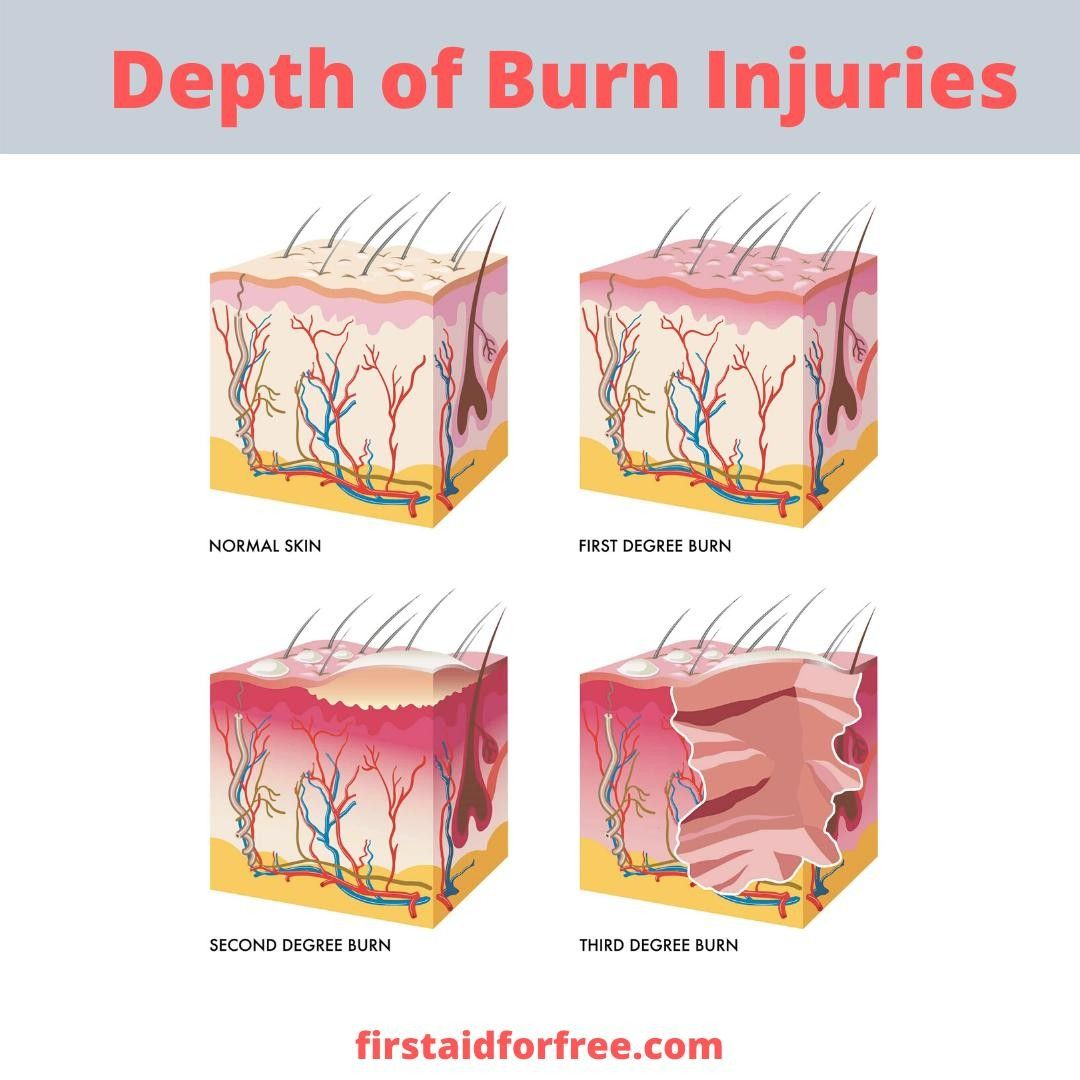 Depth of Burn Injuries
NORMAL SKIN
FIRST DEGREE BURN
SECOND DEGREE BURN
THIRD DEGREE BURN
firstaidforfree.com